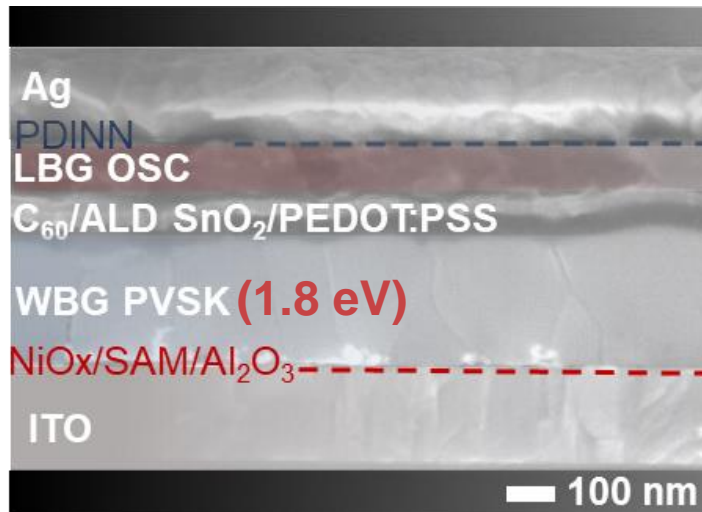 Ag
PDINN
LBG OSC
C₆₀/ALD SnO₂/PEDOT:PSS
WBG PVSK (1.8 eV)
NiOx/SAM/Al₂O₃
ITO
100 nm